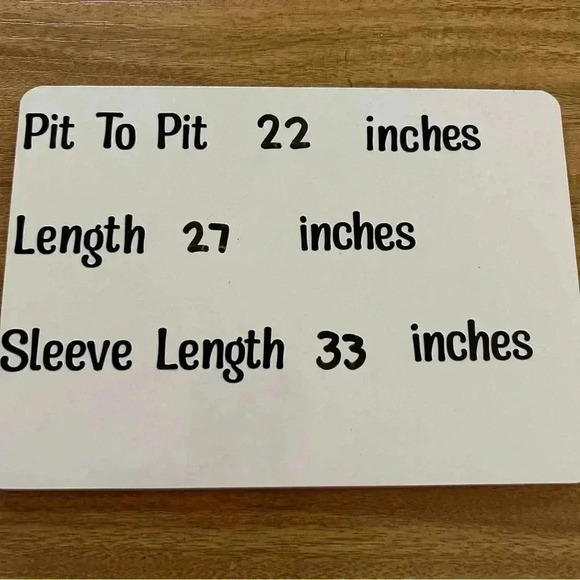 Pit To Pit 22 inches
Length 27 inches
Sleeve Length 33 inches